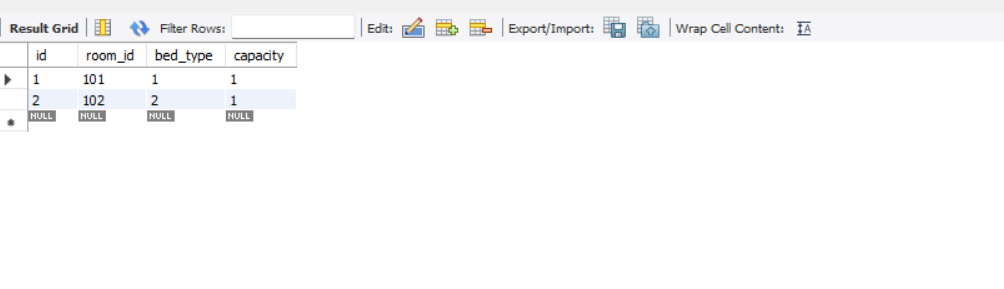 Result Grid Filter Rows: Edit: Export/Import: Wrap Cell Content: IA
id room_id bed_type capacity
1 101 1 1
2 102 2 1
NULL NULL NULL NULL